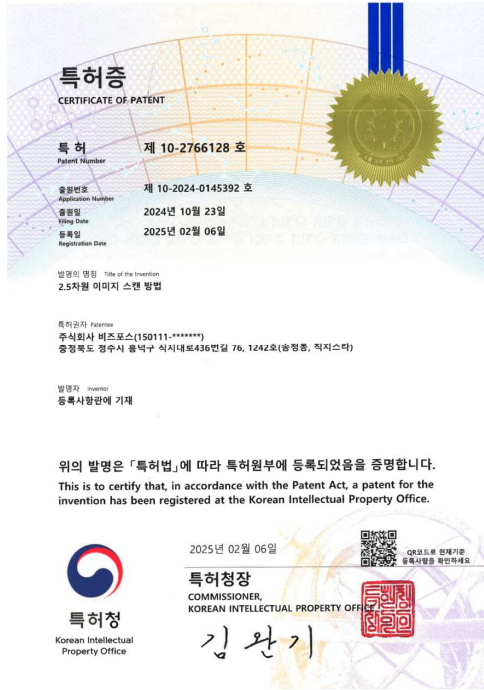 특허증
CERTIFICATE OF PATENT
특 허
Patent Number
제 10-2766128 호
출원번호
Application Number
제 10-2024-0145392 호
출원일
Filing Date
2024년 10월 23일
등록일
Registration Date
2025년 02월 06일
발명의 명칭 Title of the Invention
2.5차원 이미지 스캔 방법
특허권자 Patentee
주식회사 비즈포스(150111-*******)
충청북도 청주시 흥덕구 직지대로436번길 76, 1242호(송정동, 직지스타)
발명자 Inventor
등록사항란에 기재
위의 발명은 「특허법」에 따라 특허원부에 등록되었음을 증명합니다.
This is to certify that, in accordance with the Patent Act, a patent for the
invention has been registered at the Korean Intellectual Property Office.
2025년 02월 06일
QR코드로 현재기준
등록사항을 확인하세요
특허청장
COMMISSIONER,
KOREAN INTELLECTUAL PROPERTY OFFICE
김완기
특허청
Korean Intellectual
Property Office